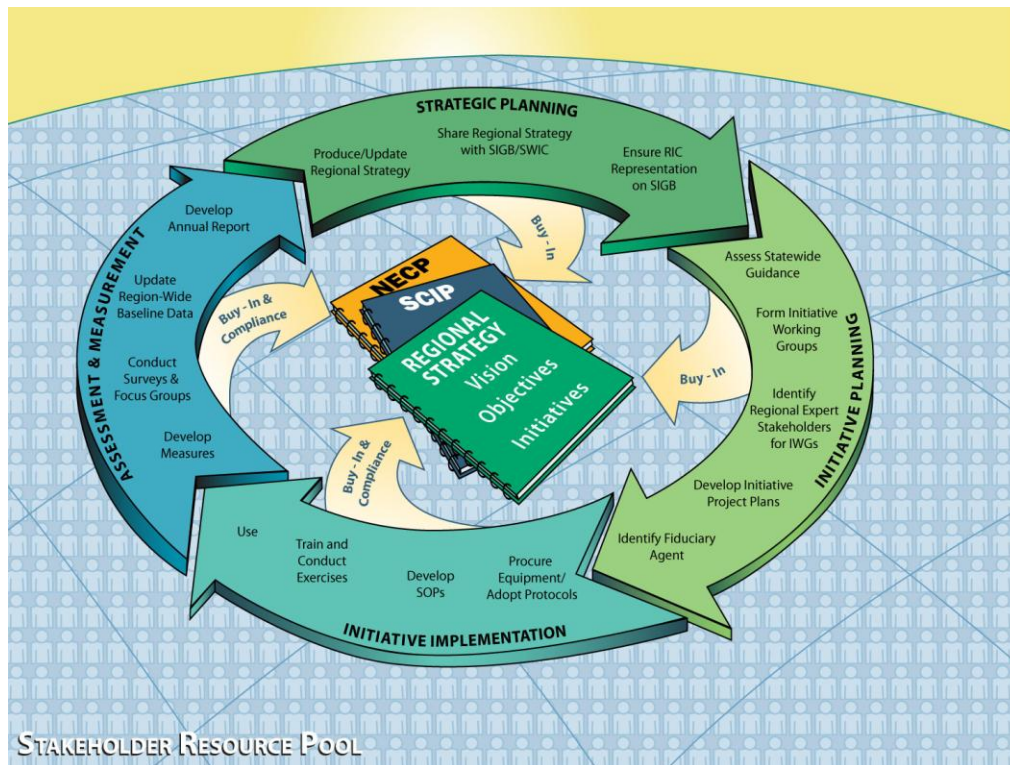 STRATEGIC PLANNING
Produce/Update
Regional Strategy
Share Regional Strategy
with SIGB/SWIC
Ensure RIC
Representation
on SIGB
Buy - In
Assess Statewide
Guidance
Form Initiative
Working
Groups
Identify
Regional Expert
Stakeholders
for IWGs
Develop Initiative
Project Plans
Identify Fiduciary
Agent
INITIATIVE PLANNING
Buy - In
Procure
Equipment/
Adopt Protocols
Develop
SOPs
Train and
Conduct
Exercises
Use
INITIATIVE IMPLEMENTATION
Buy - In &
Compliance
Develop
Measures
Conduct
Surveys &
Focus Groups
Update
Region-Wide
Baseline Data
Develop
Annual Report
ASSESSMENT & MEASUREMENT
Buy - In &
Compliance
NECP
SCIP
REGIONAL
STRATEGY
Vision
Objectives
Initiatives
STAKEHOLDER RESOURCE POOL